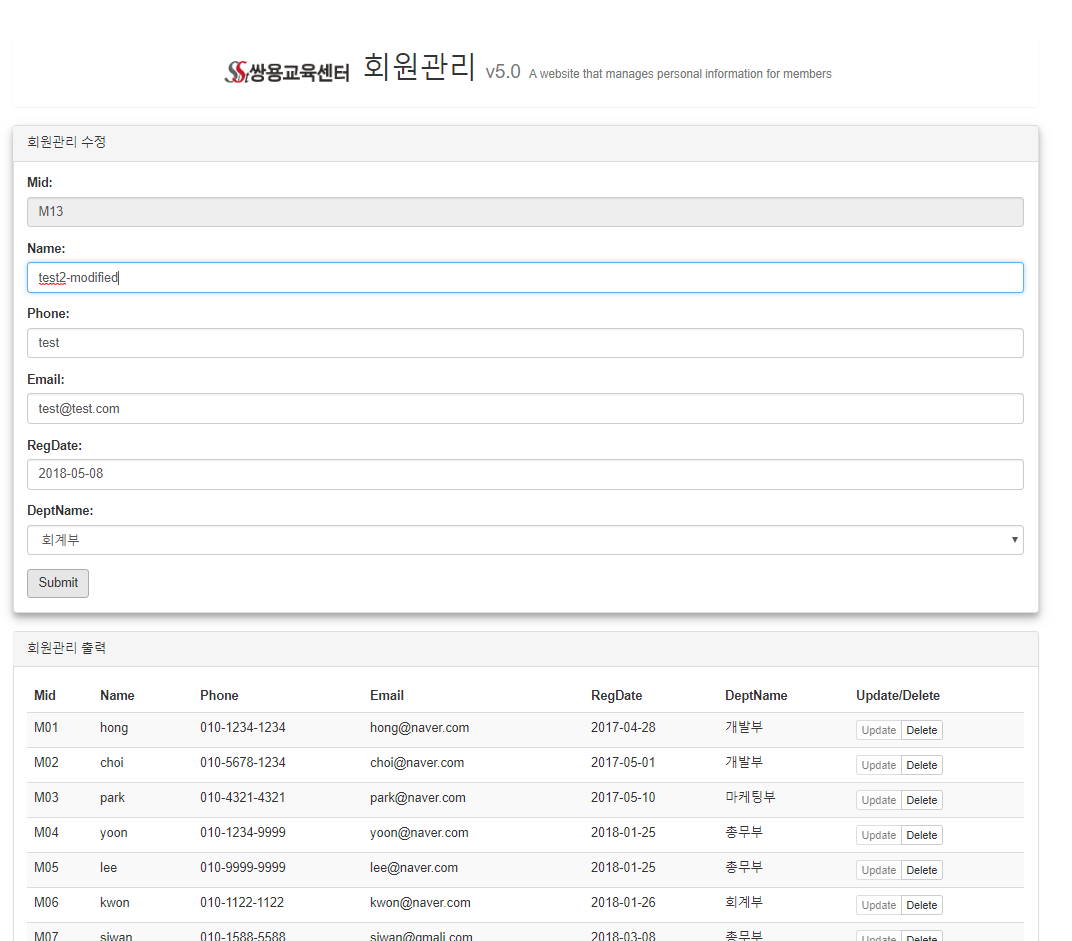 쌍용교육센터 회원관리 v5.0 A website that manages personal information for members
회원관리 수정
Mid:
M13
Name:
test2-modified
Phone:
test
Email:
test@test.com
RegDate:
2018-05-08
DeptName:
회계부
Submit
회원관리 출력
Mid Name Phone Email RegDate DeptName Update/Delete
M01 hong 010-1234-1234 hong@naver.com 2017-04-28 개발부 Update Delete
M02 choi 010-5678-1234 choi@naver.com 2017-05-01 개발부 Update Delete
M03 park 010-4321-4321 park@naver.com 2017-05-10 마케팅부 Update Delete
M04 yoon 010-1234-9999 yoon@naver.com 2018-01-25 총무부 Update Delete
M05 lee 010-9999-9999 lee@naver.com 2018-01-25 총무부 Update Delete
M06 kwon 010-1122-1122 kwon@naver.com 2018-01-26 회계부 Update Delete
M07 siwan 010-1588-5588 siwan@gmali.com 2018-03-08 총무부 Update Delete